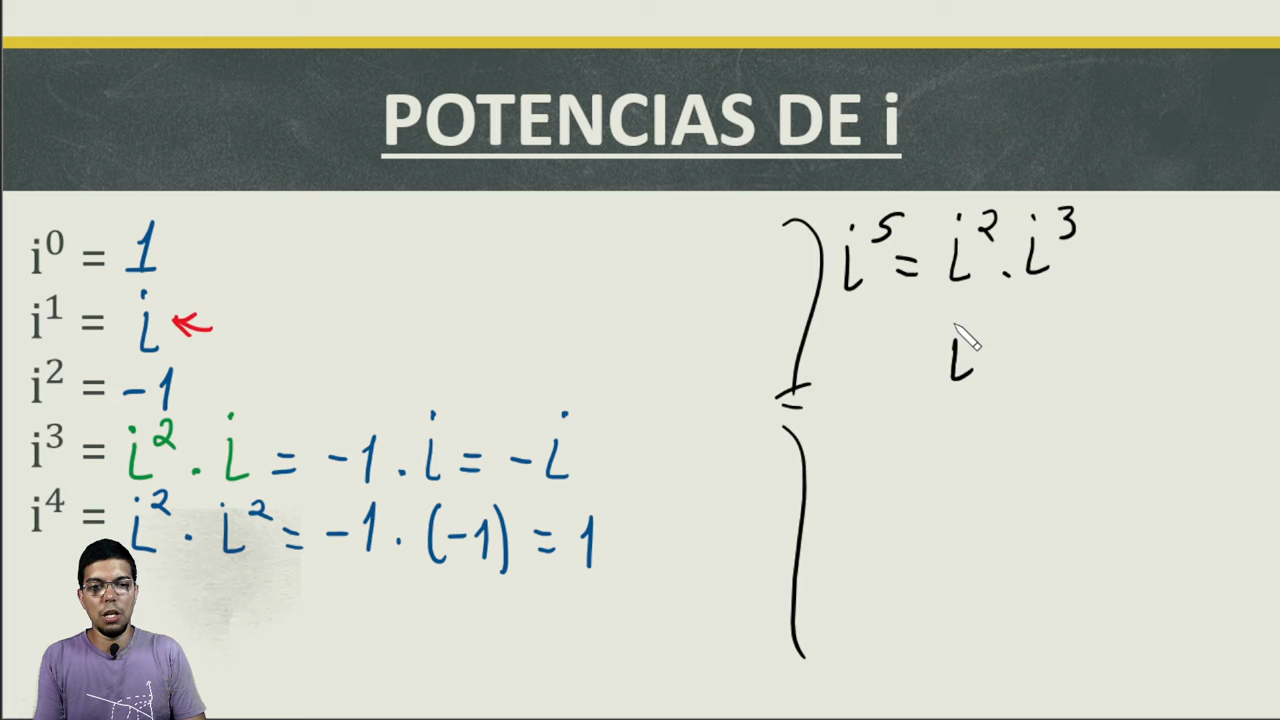 POTENCIAS DE i
i⁰ = 1
i¹ = i
i² = -1
i³ = i² . i = -1 . i = -i
i⁴ = i² . i² = -1 . (-1) = 1
i⁵ = i² . i³
i